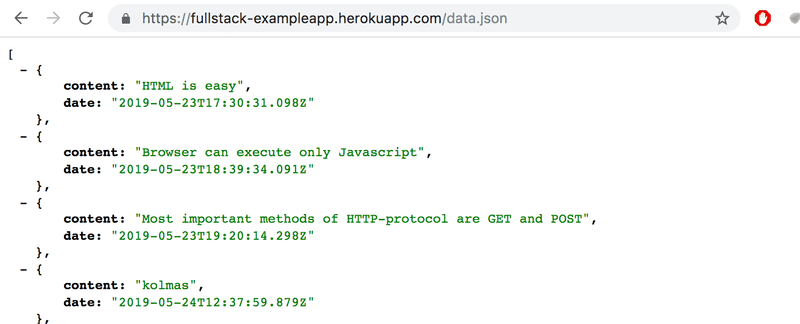 https://fullstack-exampleapp.herokuapp.com/data.json
[
- {
content: "HTML is easy",
date: "2019-05-23T17:30:31.098Z"
},
- {
content: "Browser can execute only Javascript",
date: "2019-05-23T18:39:34.091Z"
},
- {
content: "Most important methods of HTTP-protocol are GET and POST",
date: "2019-05-23T19:20:14.298Z"
},
- {
content: "kolmas",
date: "2019-05-24T12:37:59.879Z"
},